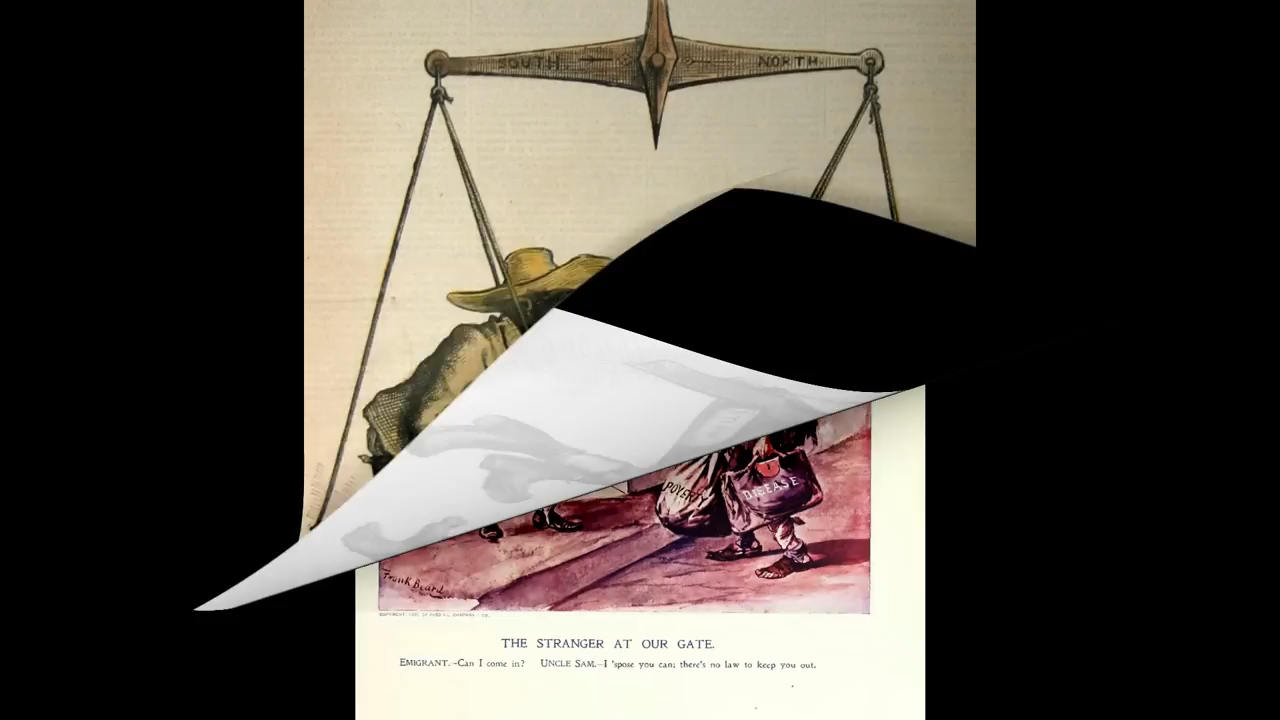 SOUTH NORTH
POVERTY
DISEASE
Frank Beard
THE STRANGER AT OUR GATE.
EMIGRANT.-Can I come in? UNCLE SAM.-I 'spose you can; there's no law to keep you out.